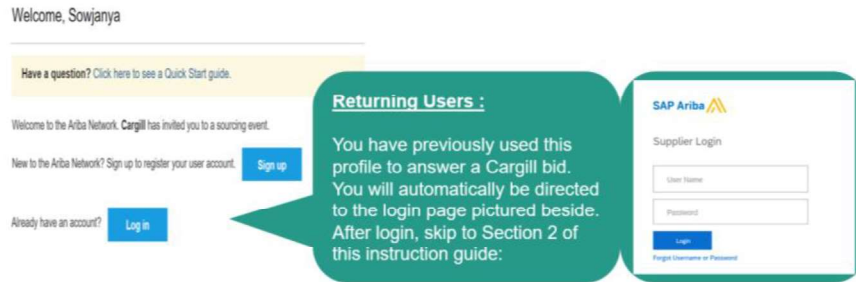 Welcome, Sowjanya
Have a question? Click here to see a Quick Start guide.
Welcome to the Ariba Network. Cargill has invited you to a sourcing event.
New to the Ariba Network? Sign up to register your user account.
Sign up
Already have an account?
Log in
Returning Users :
You have previously used this
profile to answer a Cargill bid.
You will automatically be directed
to the login page pictured beside.
After login, skip to Section 2 of
this instruction guide:
SAP Ariba
Supplier Login
User Name
Password
Login
Forgot Username or Password